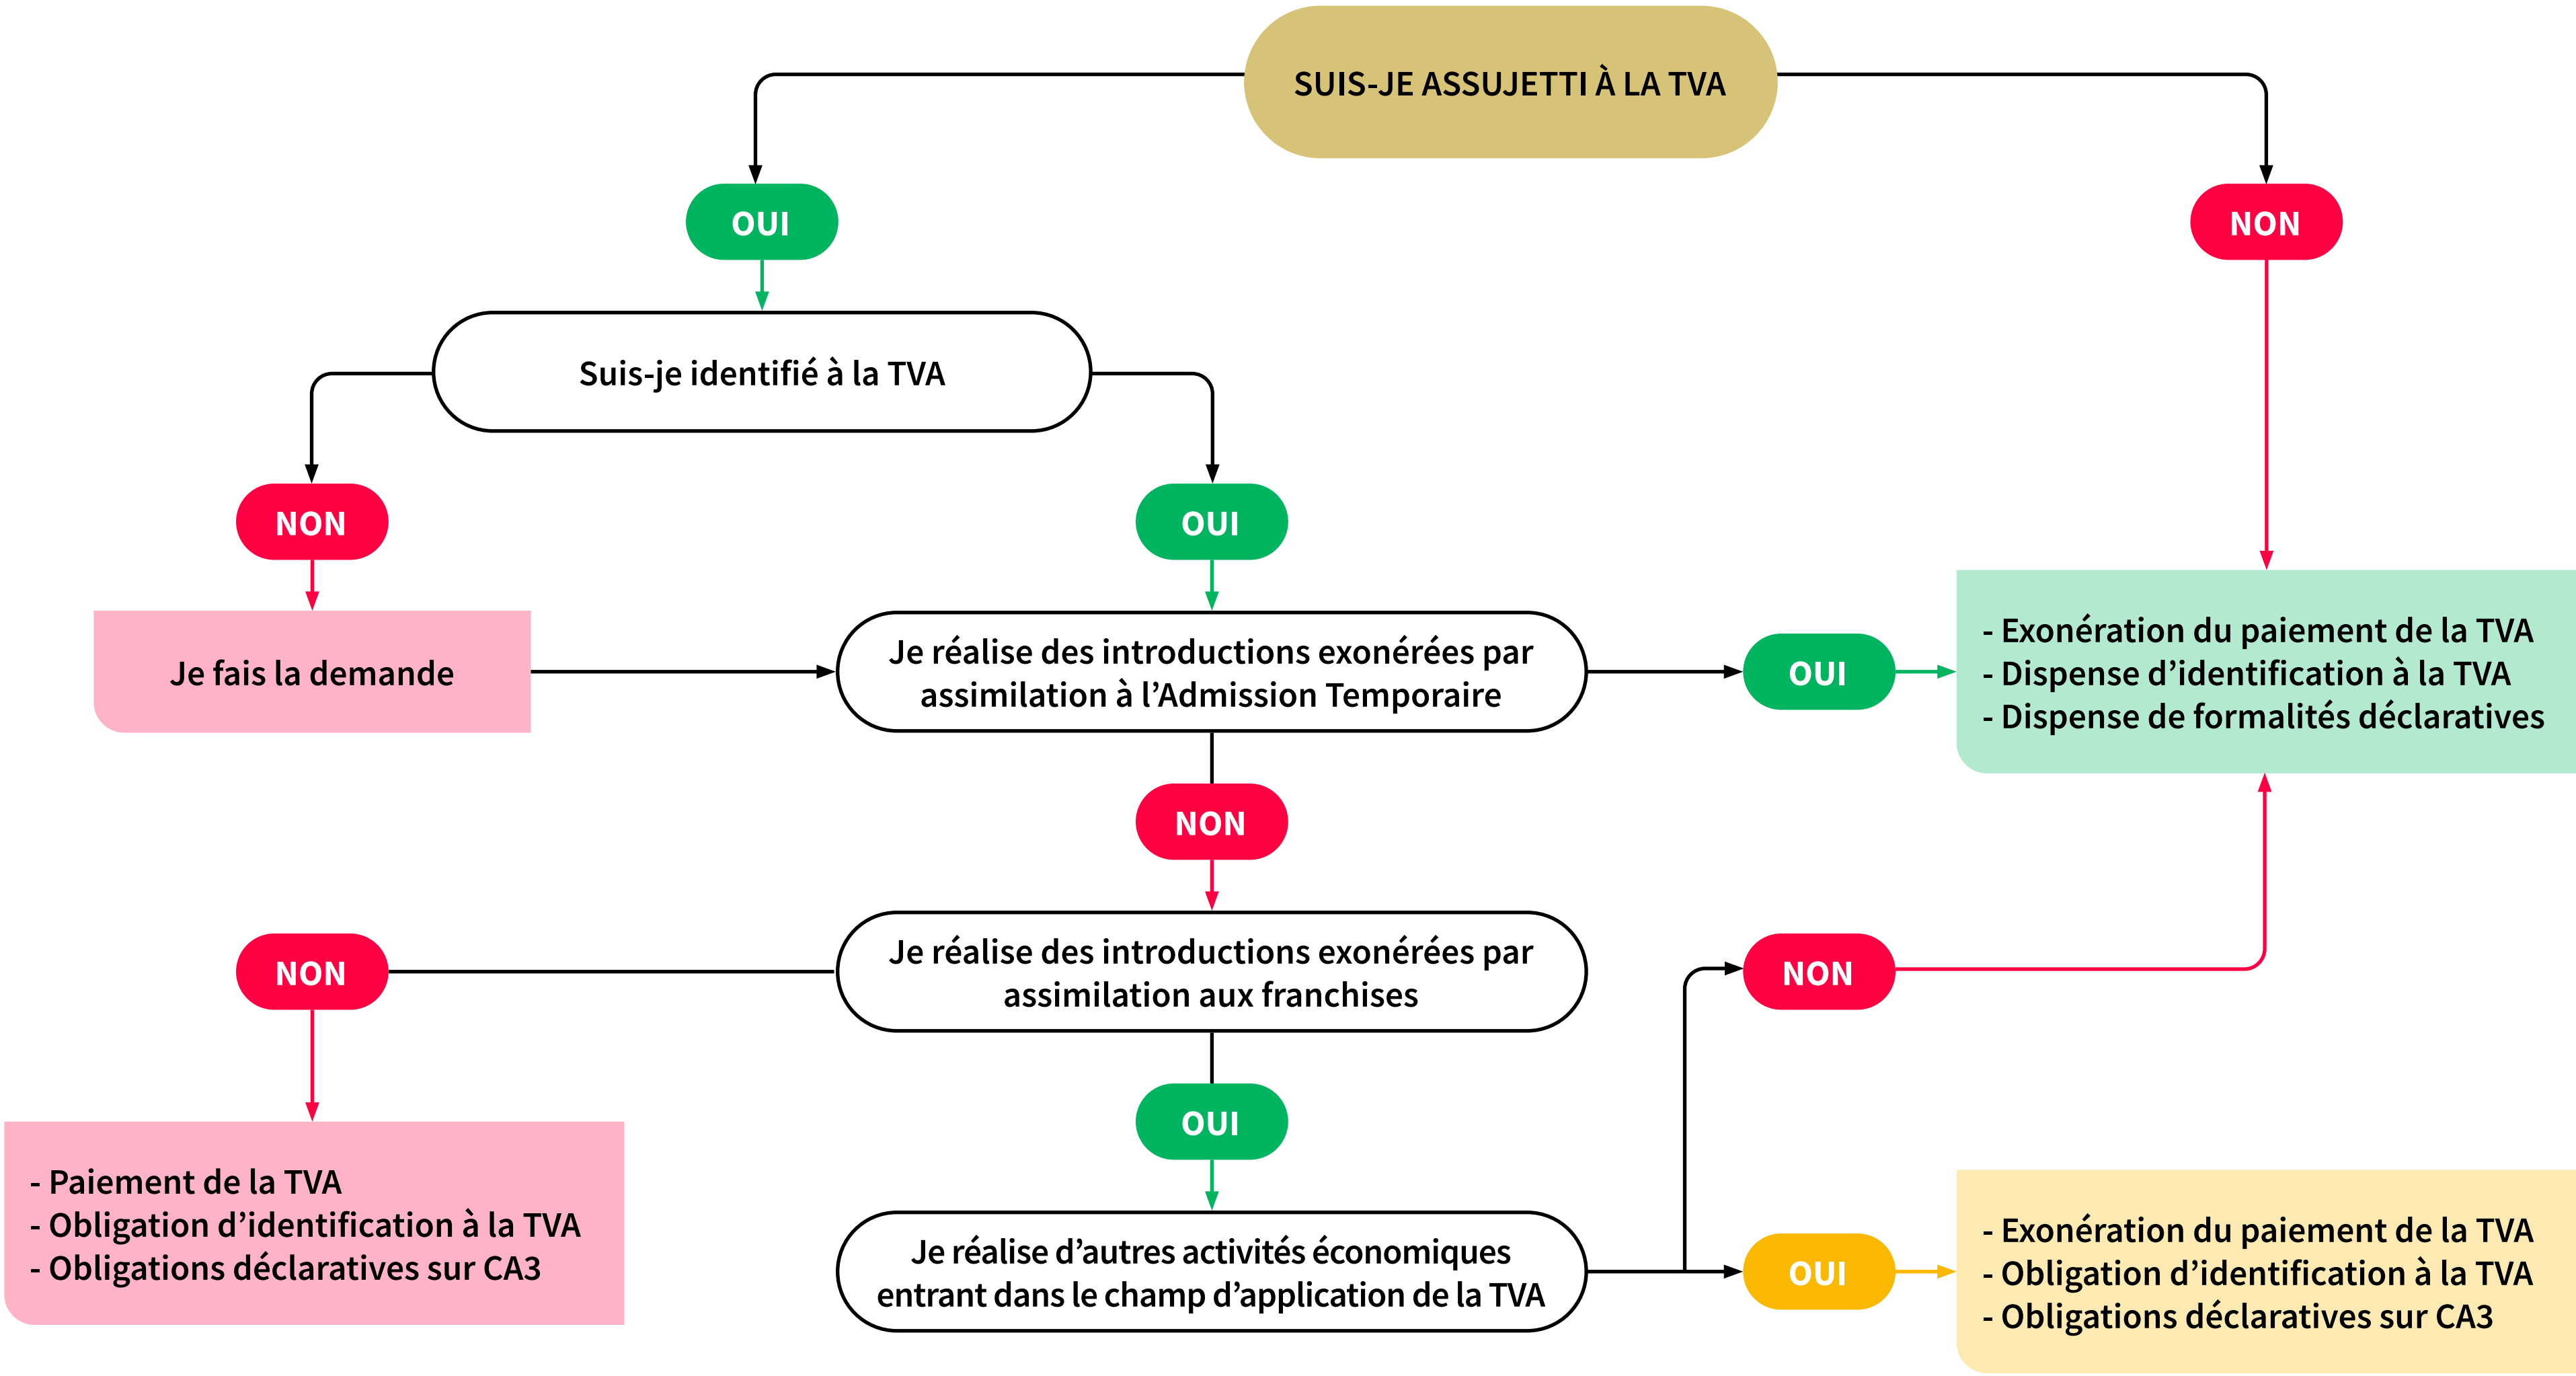 SUIS-JE ASSUJETTI À LA TVA
OUI
NON
Suis-je identifié à la TVA
NON
OUI
Je fais la demande
Je réalise des introductions exonérées par
assimilation à l’Admission Temporaire
OUI
- Exonération du paiement de la TVA
- Dispense d’identification à la TVA
- Dispense de formalités déclaratives
NON
NON
Je réalise des introductions exonérées par
assimilation aux franchises
NON
OUI
- Paiement de la TVA
- Obligation d’identification à la TVA
- Obligations déclaratives sur CA3
Je réalise d’autres activités économiques
entrant dans le champ d’application de la TVA
OUI
- Exonération du paiement de la TVA
- Obligation d’identification à la TVA
- Obligations déclaratives sur CA3